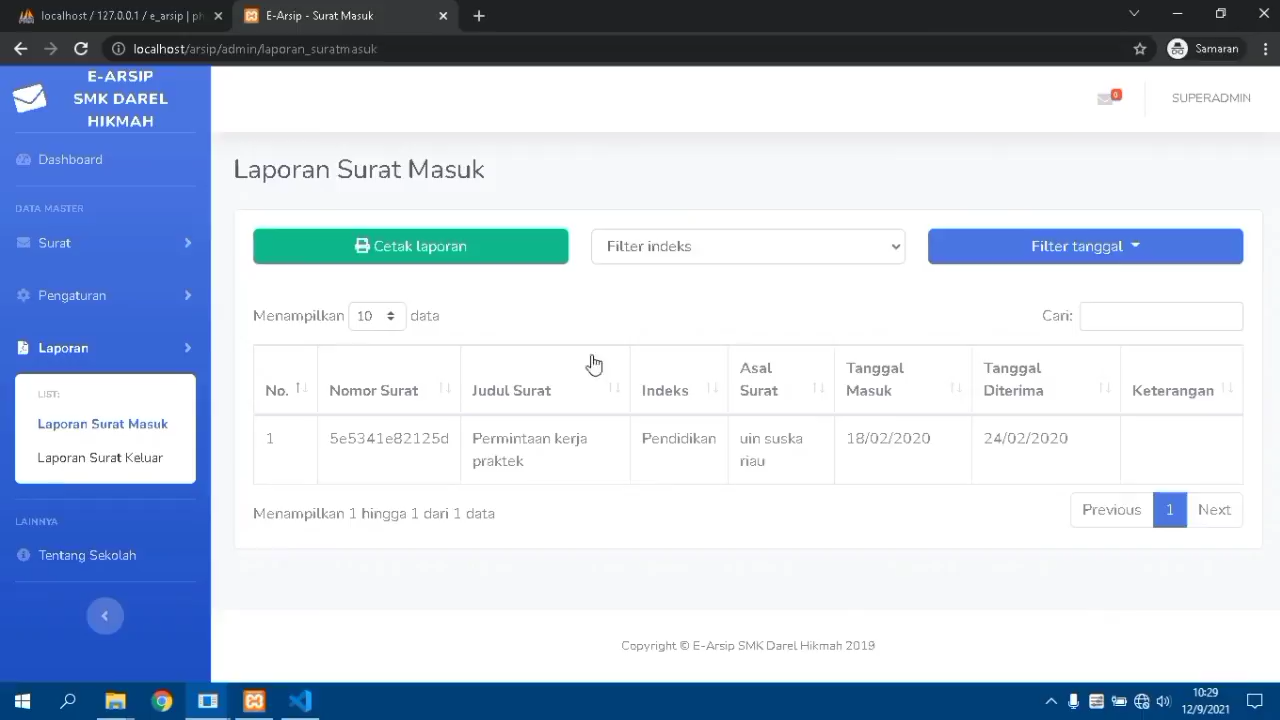 localhost / 127.0.0.1 / e_arsip | ph
E-Arsip - Surat Masuk
localhost/arsip/admin/laporan_suratmasuk
Samaran
E-ARSIP
SMK DAREL
HIKMAH
0
SUPERADMIN
Dashboard
DATA MASTER
Surat
Pengaturan
Laporan
LIST:
Laporan Surat Masuk
Laporan Surat Keluar
LAINNYA
Tentang Sekolah
Laporan Surat Masuk
Cetak laporan
Filter indeks
Filter tanggal
Menampilkan 10 data
Cari:
No. Nomor Surat Judul Surat Indeks Asal Surat Tanggal Masuk Tanggal Diterima Keterangan
1 5e5341e82125d Permintaan kerja praktek Pendidikan uin suska riau 18/02/2020 24/02/2020
Menampilkan 1 hingga 1 dari 1 data
Previous 1 Next
Copyright © E-Arsip SMK Darel Hikmah 2019
10:29
12/9/2021